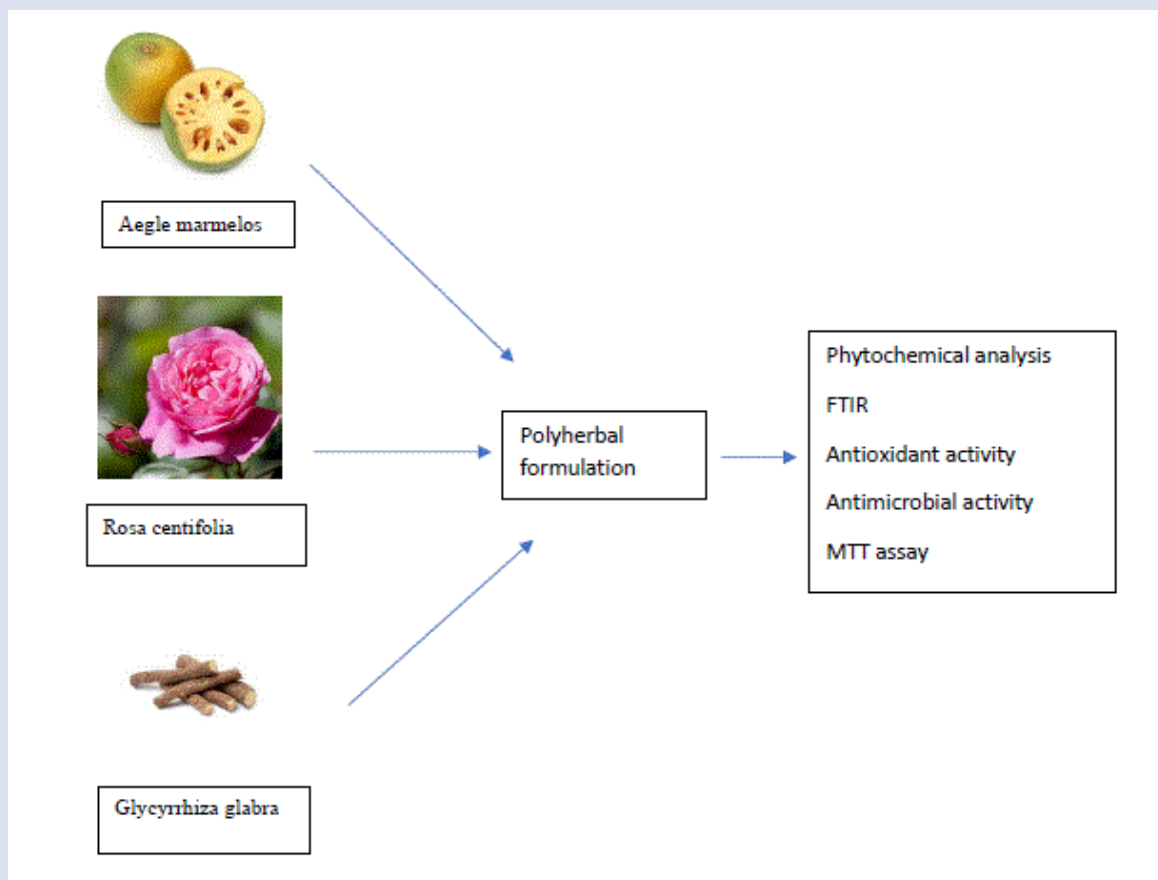 Aegle marmelos
Rosa centifolia
Glycyrrhiza glabra
Polyherbal
formulation
Phytochemical analysis
FTIR
Antioxidant activity
Antimicrobial activity
MTT assay